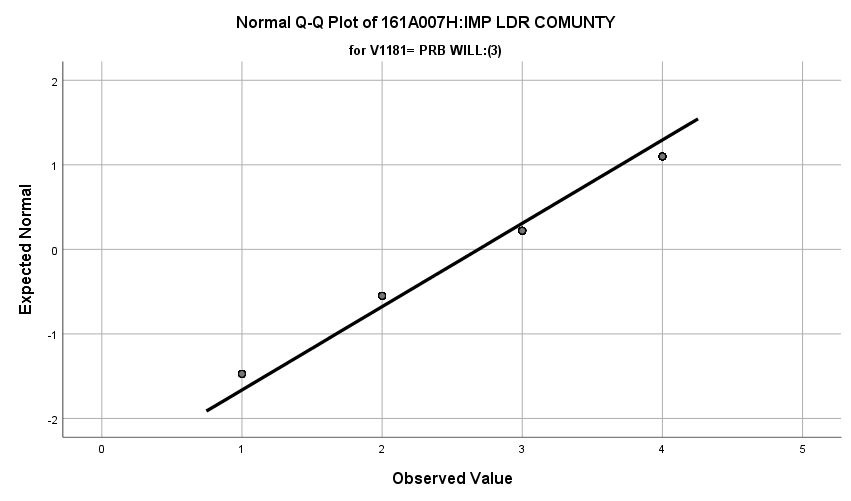 Normal Q-Q Plot of 161A007H:IMP LDR COMUNTY
for V1181= PRB WILL:(3)
2
1
0
-1
-2
Expected Normal
0 1 2 3 4 5
Observed Value